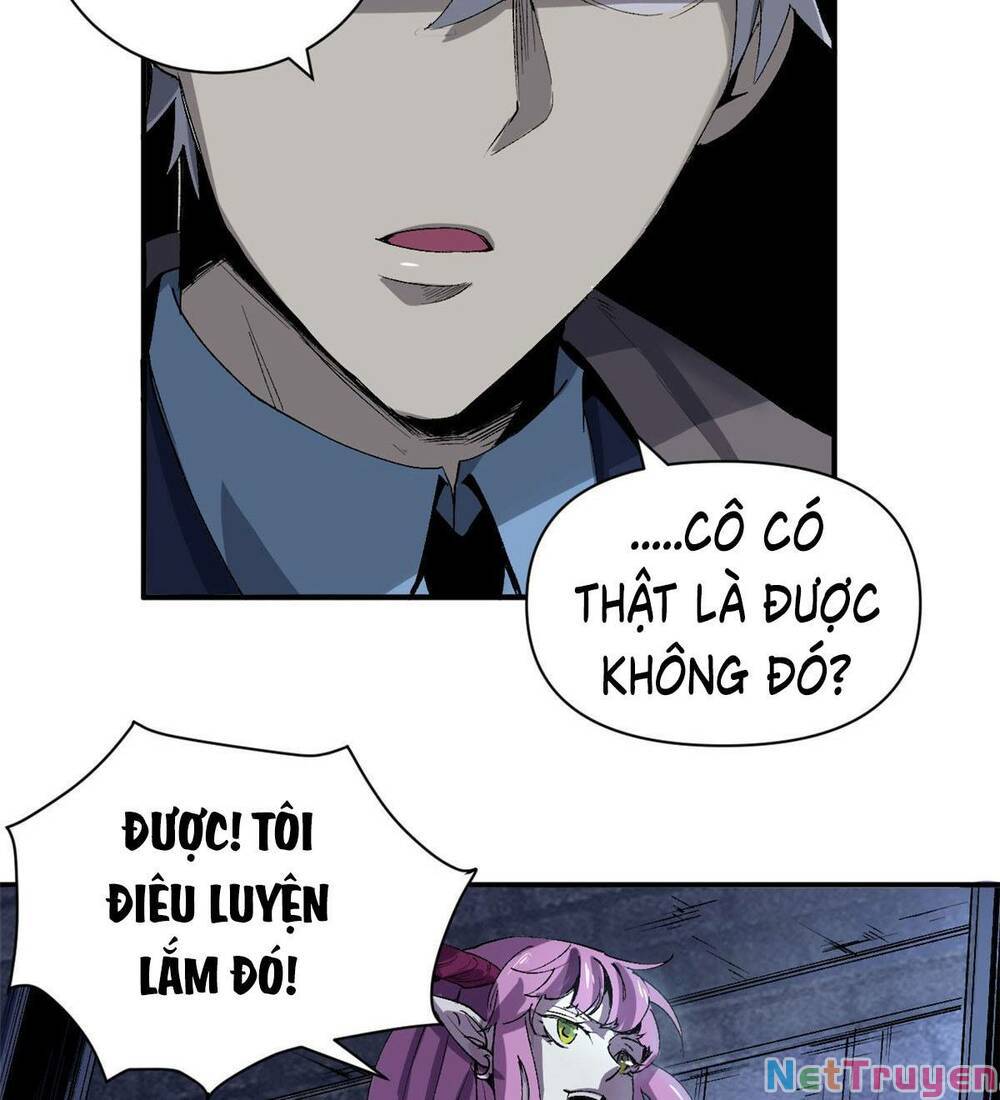 .....CÔ CÓ
THẬT LÀ ĐƯỢC
KHÔNG ĐÓ?
ĐƯỢC! TÔI
ĐIÊU LUYỆN
LẮM ĐÓ!
NetTruyen